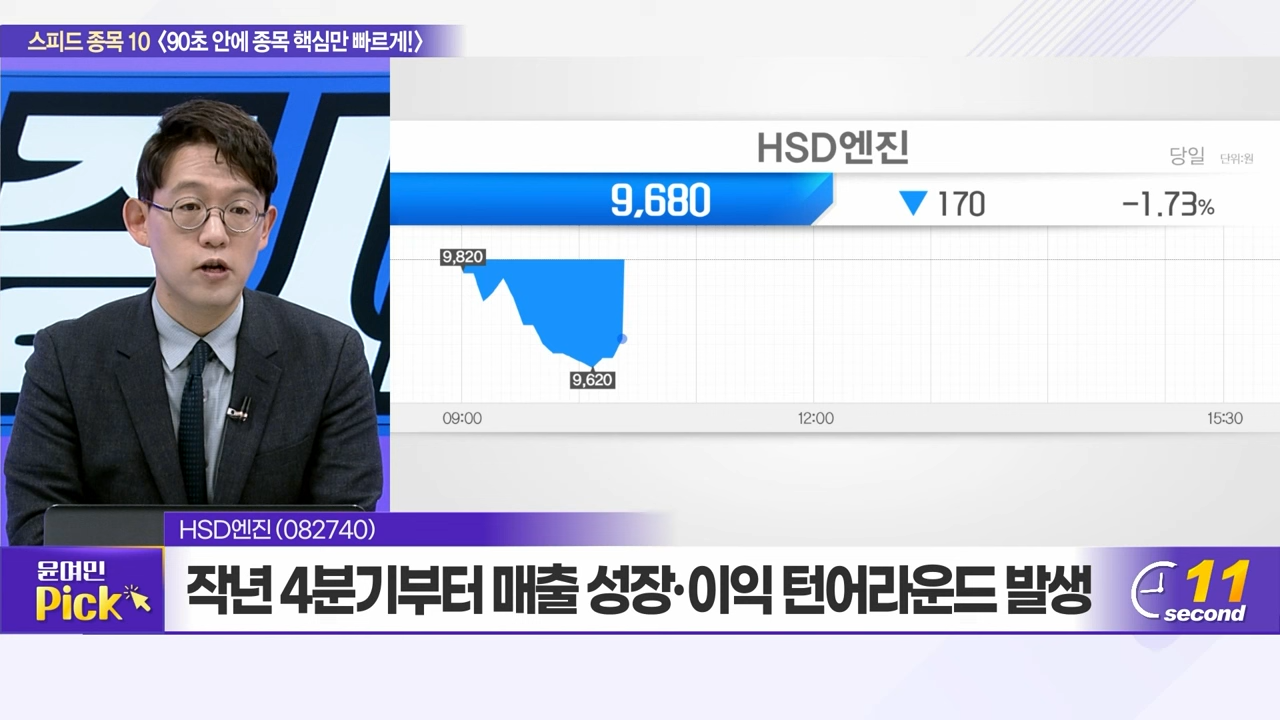 스피드 종목 10 〈90초 안에 종목 핵심만 빠르게!〉
HSD엔진
당일 단위:원
9,680 ▼ 170 -1.73%
9,820
9,620
09:00 12:00 15:30
HSD엔진(082740)
윤여민
Pick
작년 4분기부터 매출 성장·이익 턴어라운드 발생
11
second